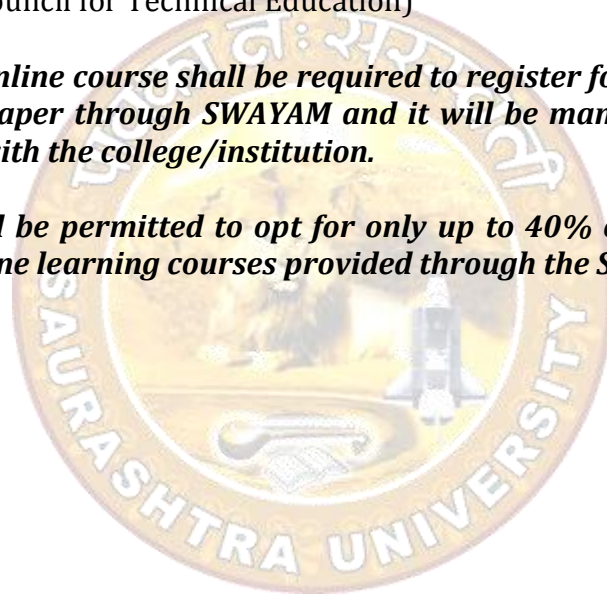 ouncil for Technical Education)
nline course shall be required to register fo
aper through SWAYAM and it will be man
ith the college/institution.
l be permitted to opt for only up to 40%
ne learning courses provided through the S
नः सरस्वती
SAURASHTRA UNIVERSITY